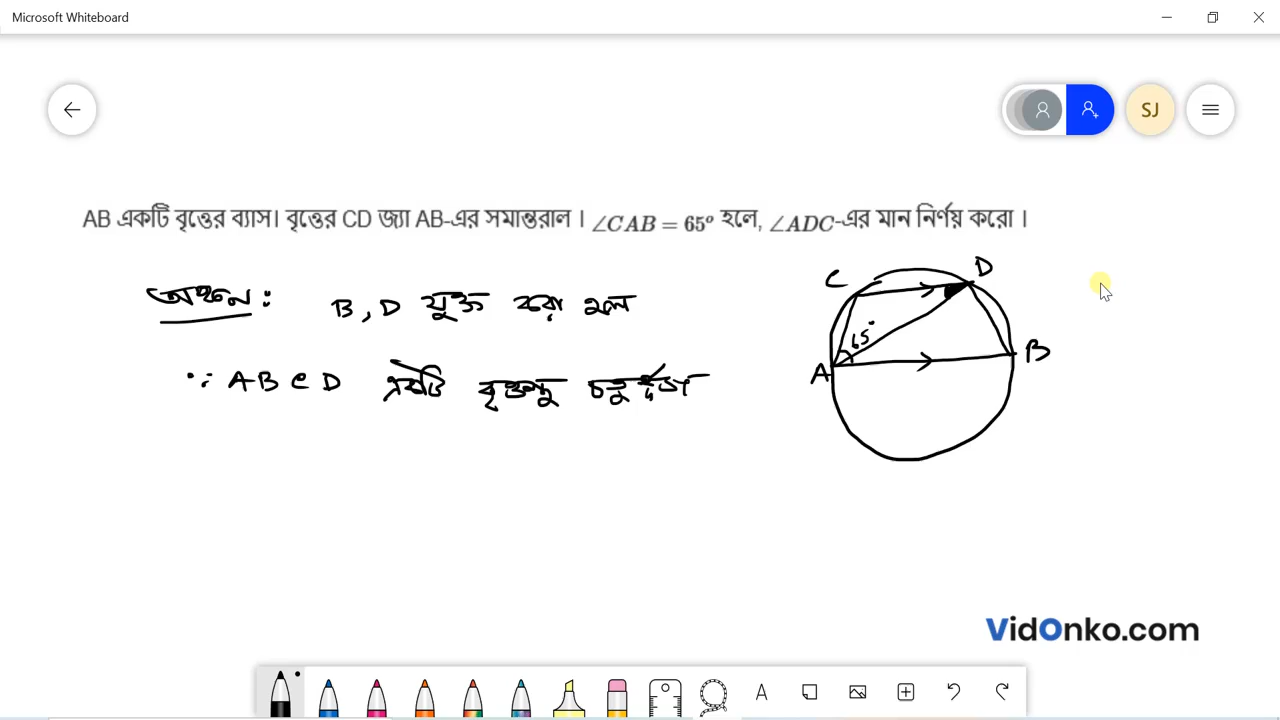 Microsoft Whiteboard
SJ
AB একটি বৃত্তের ব্যাস। বৃত্তের CD জ্যা AB-এর সমান্তরাল । ∠CAB = 65° হলে, ∠ADC-এর মান নির্ণয় করো ।
অঙ্কন : B, D যুক্ত করা হল
∵ ABCD একটি বৃত্তস্থ চতুর্ভুজ
C D
65°
A B
VidOnko.com